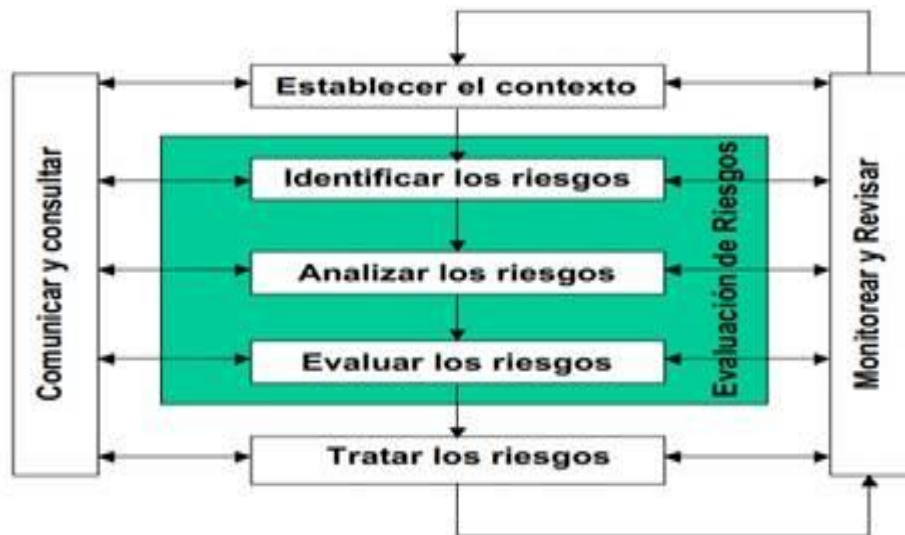 Establecer el contexto
Identificar los riesgos
Analizar los riesgos
Evaluar los riesgos
Tratar los riesgos
Comunicar y consultar
Evaluación de Riesgos
Monitorear y Revisar